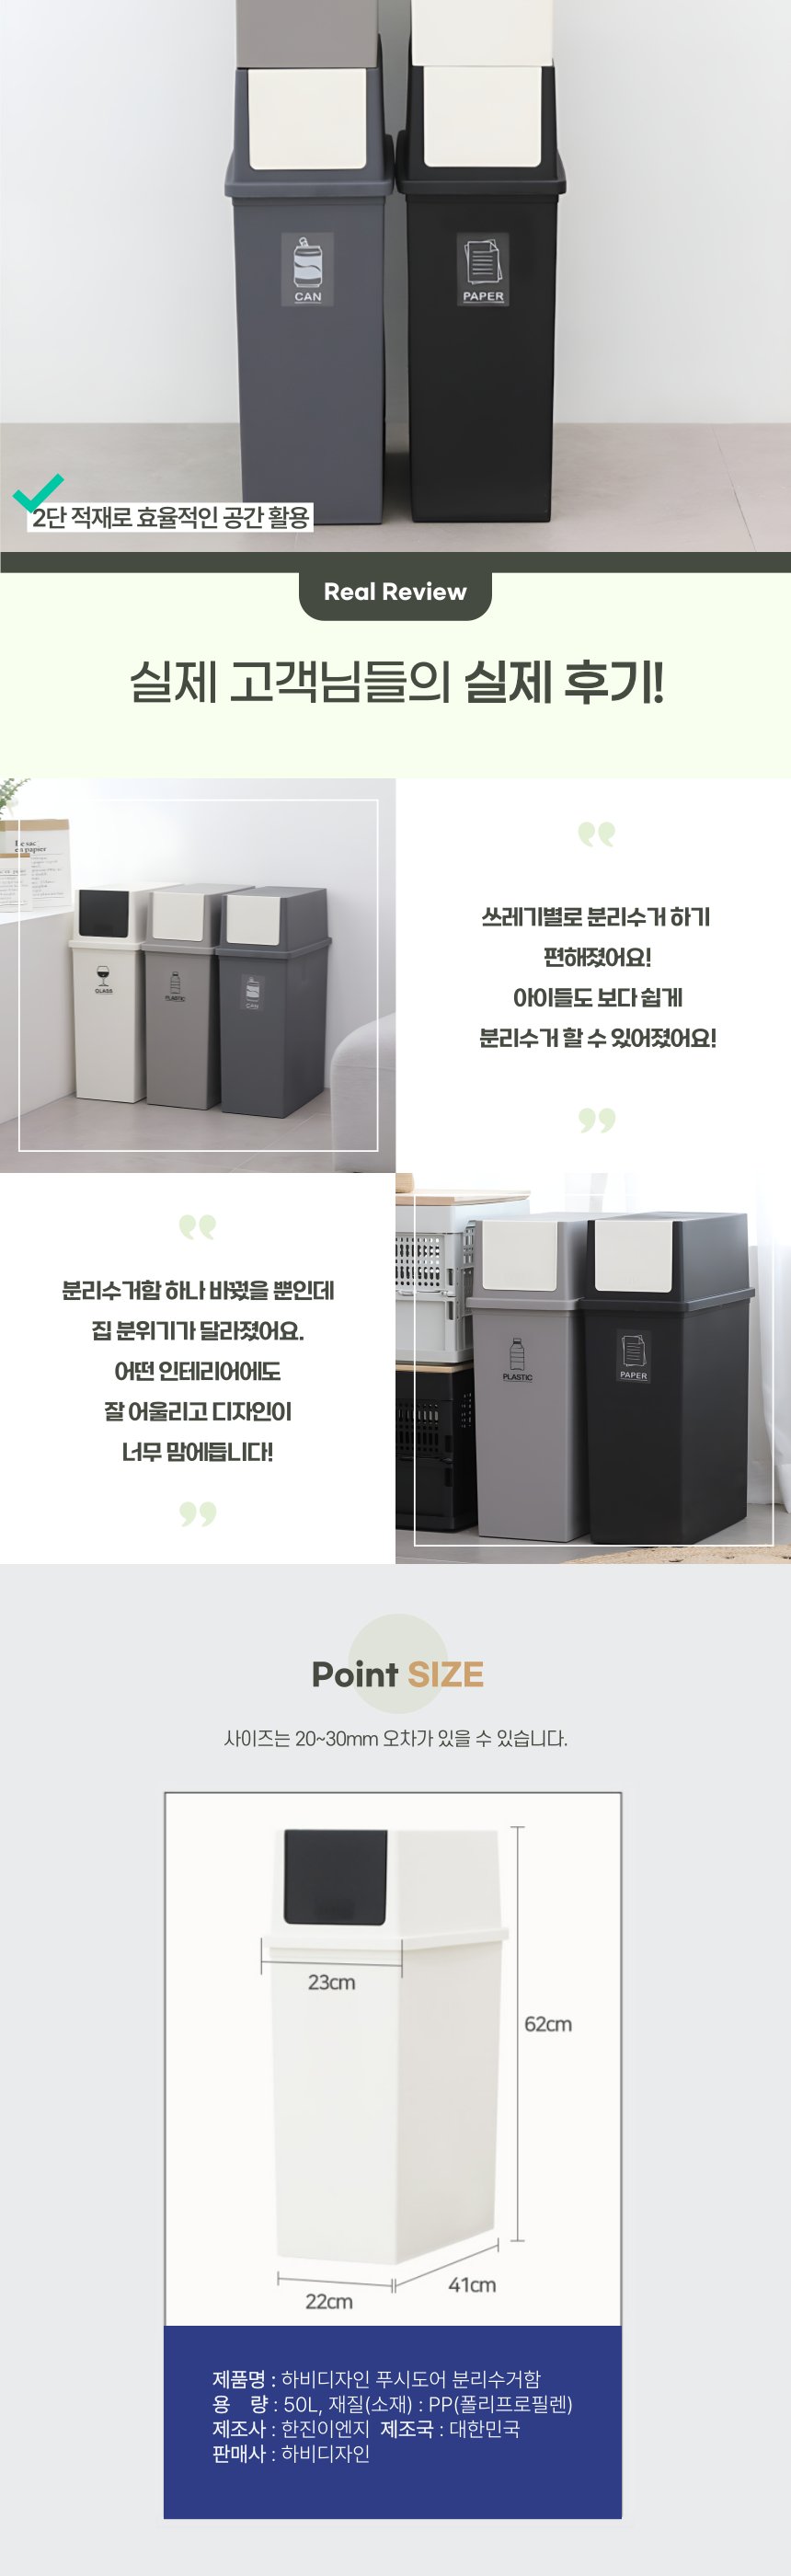 CAN
PAPER
2단 적재로 효율적인 공간 활용
Real Review
실제 고객님들의 실제 후기!
GLASS
PLASTIC
CAN
쓰레기별로 분리수거 하기
편해졌어요!
아이들도 보다 쉽게
분리수거 할 수 있어졌어요!
분리수거함 하나 바꿨을 뿐인데
집 분위기가 달라졌어요.
어떤 인테리어에도
잘 어울리고 디자인이
너무 맘에듭니다!
PLASTIC
PAPER
Point SIZE
사이즈는 20~30mm 오차가 있을 수 있습니다.
23cm
62cm
41cm
22cm
제품명 : 하비디자인 푸시도어 분리수거함
용 량 : 50L, 재질(소재) : PP(폴리프로필렌)
제조사 : 한진이엔지 제조국 : 대한민국
판매사 : 하비디자인